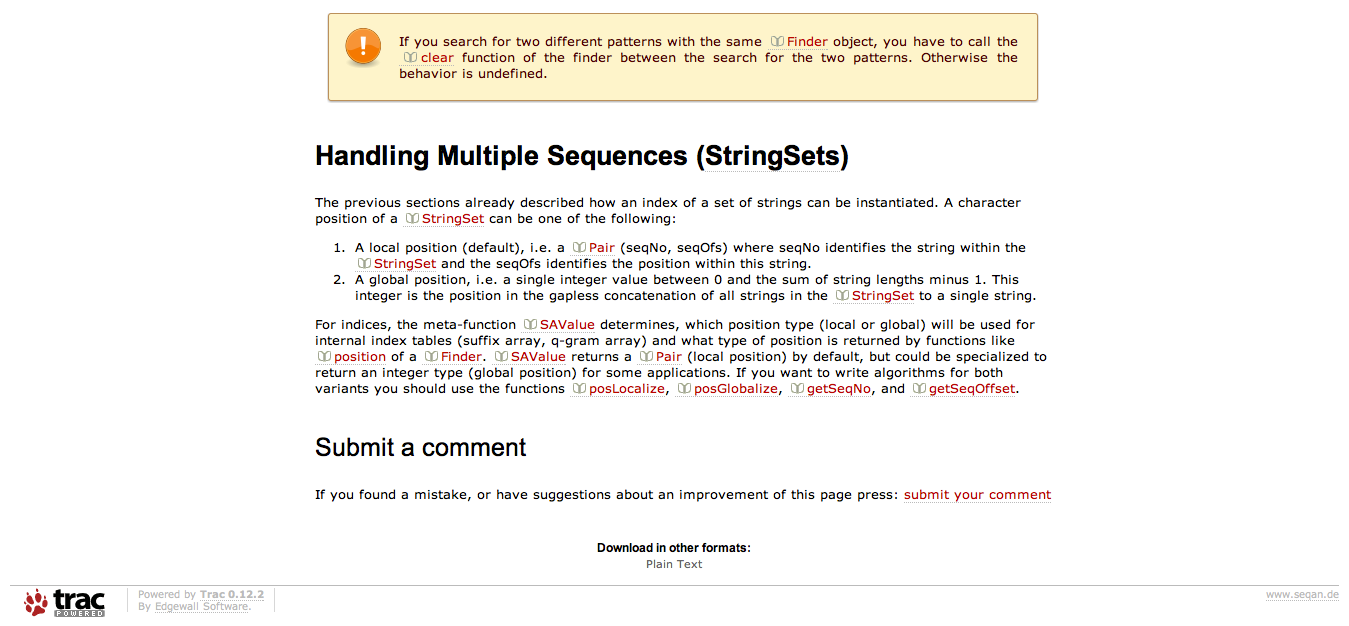 If you search for two different patterns with the same Finder object, you have to call the
clear function of the finder between the search for the two patterns. Otherwise the
behavior is undefined.
Handling Multiple Sequences (StringSets)
The previous sections already described how an index of a set of strings can be instantiated. A character
position of a StringSet can be one of the following:
1. A local position (default), i.e. a Pair (seqNo, seqOfs) where seqNo identifies the string within the
StringSet and the seqOfs identifies the position within this string.
2. A global position, i.e. a single integer value between 0 and the sum of string lengths minus 1. This
integer is the position in the gapless concatenation of all strings in the StringSet to a single string.
For indices, the meta-function SAValue determines, which position type (local or global) will be used for
internal index tables (suffix array, q-gram array) and what type of position is returned by functions like
position of a Finder. SAValue returns a Pair (local position) by default, but could be specialized to
return an integer type (global position) for some applications. If you want to write algorithms for both
variants you should use the functions posLocalize, posGlobalize, getSeqNo, and getSeqOffset.
Submit a comment
If you found a mistake, or have suggestions about an improvement of this page press: submit your comment
Download in other formats:
Plain Text
trac
POWERED
Powered by Trac 0.12.2
By Edgewall Software.
www.seqan.de